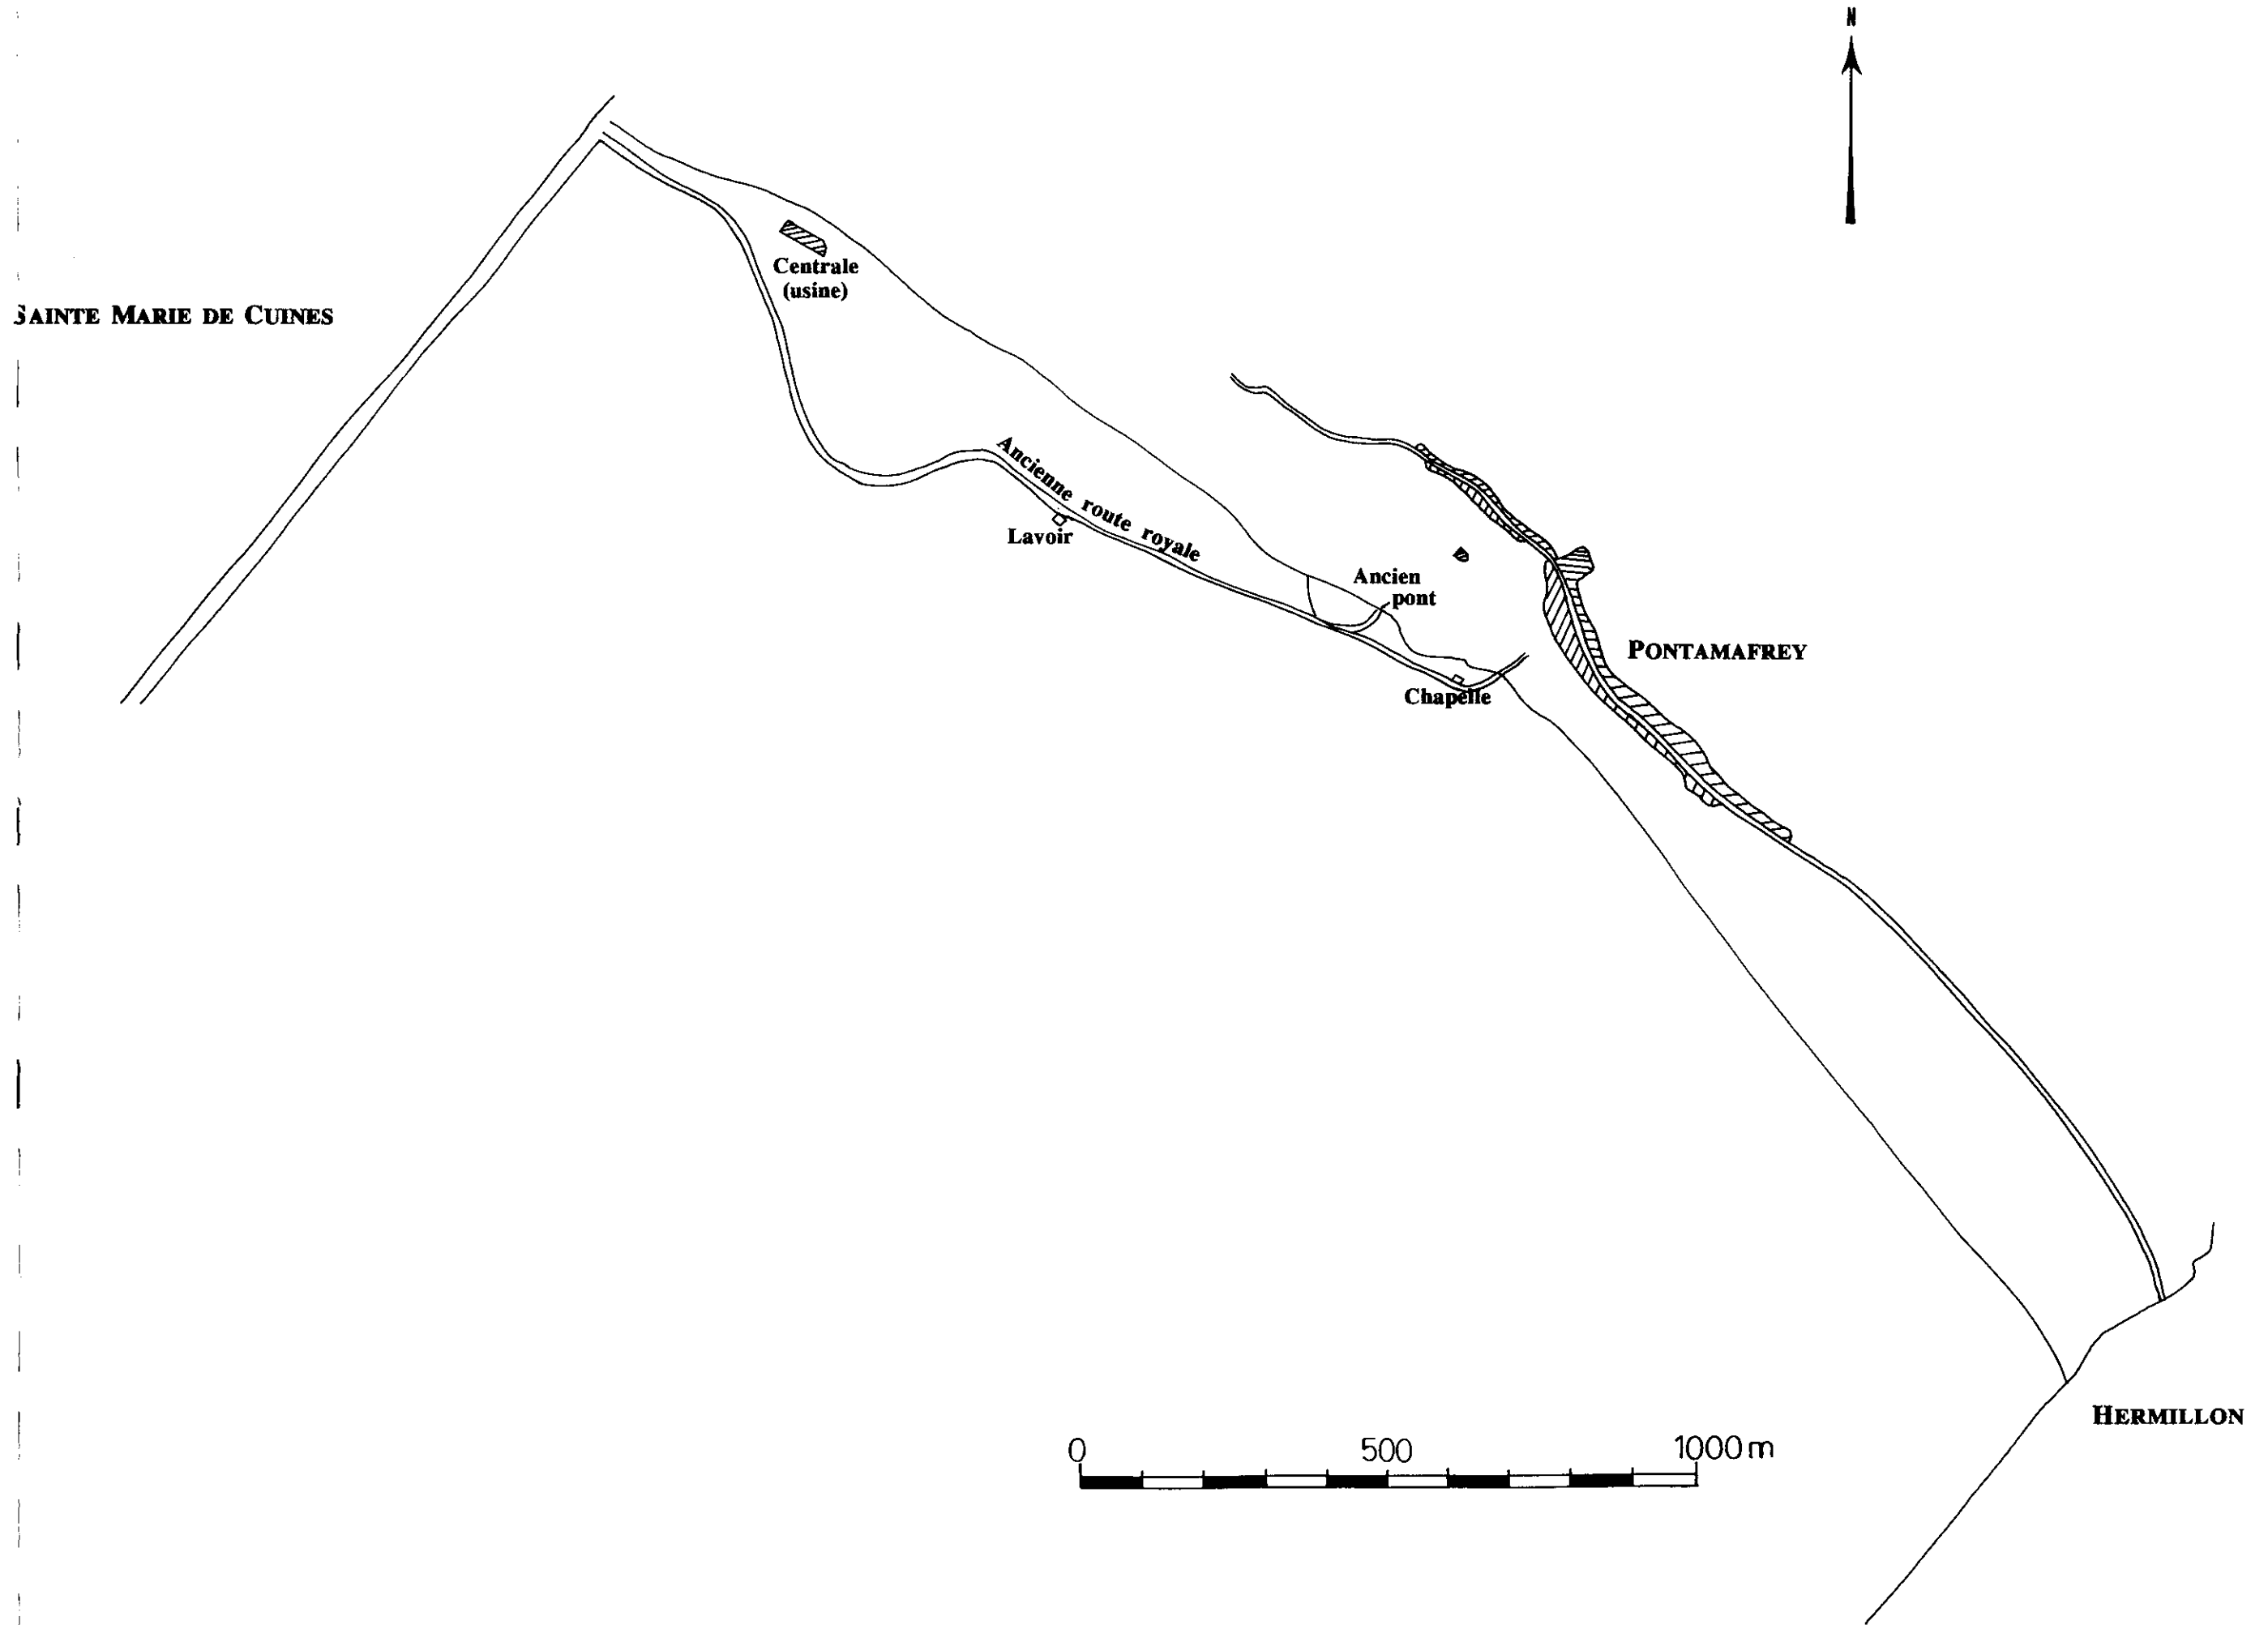 N
Centrale
(usine)
SAINTE MARIE DE CUINES
Ancienne route royale
Lavoir
Ancien
pont
PONTAMAFREY
Chapelle
HERMILLON
0 500 1000 m